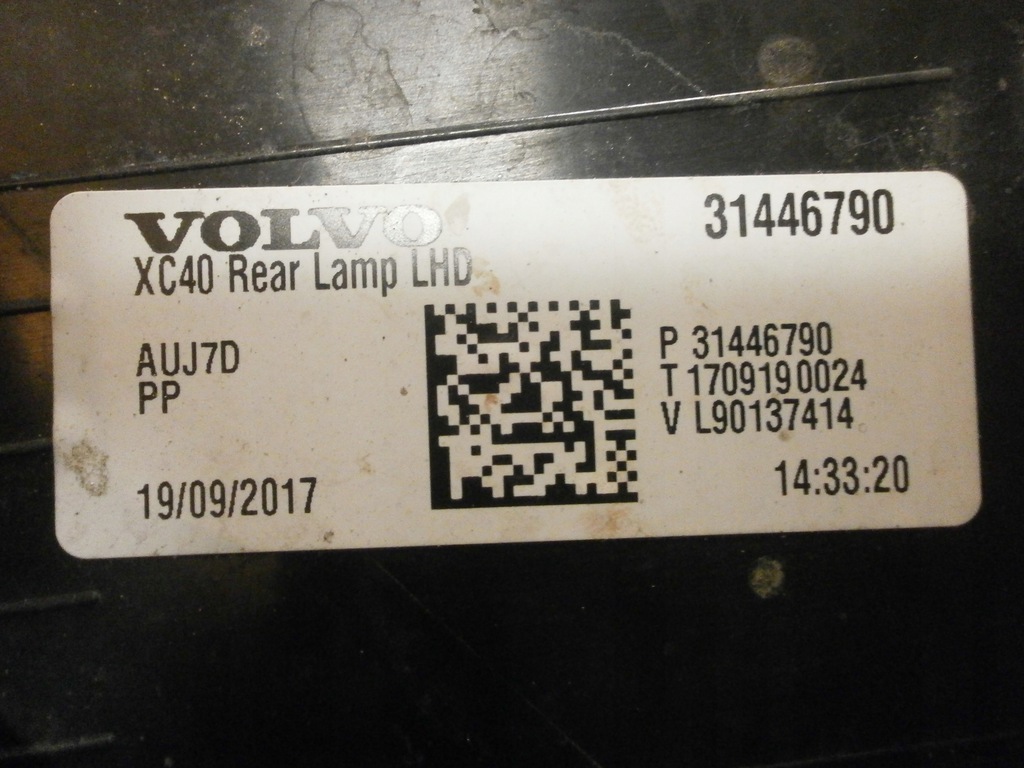 VOLVO
31446790
XC40 Rear Lamp LHD
AUJ7D
PP
P 31446790
T 1709190024
V L90137414
19/09/2017
14:33:20